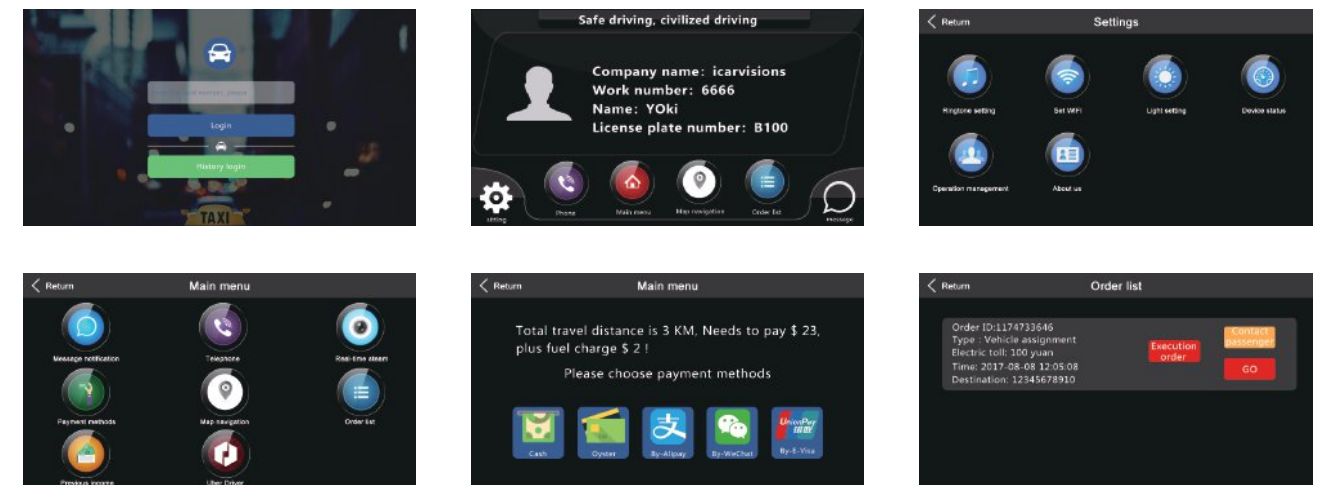 Login
History login
TAXI
Safe driving, civilized driving
Company name: icarvisions
Work number: 6666
Name: YOki
License plate number: B100
setting
Phone
Main menu
Map navigation
Order list
message
Return
Settings
Ringtone setting
Set WIFI
Light setting
Device status
Operation management
About us
Return
Main menu
Message notification
Telephone
Real-time steam
Payment methods
Map navigation
Order list
Previous income
Uber Driver
Return
Main menu
Total travel distance is 3 KM, Needs to pay $ 23,
plus fuel charge $ 2 !
Please choose payment methods
Cash
Oyster
By-Alipay
By-WeChat
UnionPay
银联
By-E-Visa
Return
Order list
Order ID:1174733646
Type : Vehicle assignment
Electric toll: 100 yuan
Time: 2017-08-08 12:05:08
Destination: 12345678910
Execution
order
Contact
passenger
GO